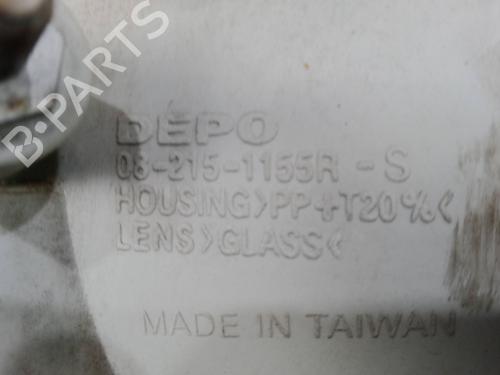 B-PARTS
DEPO
08-215-1155R-S
HOUSING>PP+T20%<
LENS>GLASS<
MADE IN TAIWAN